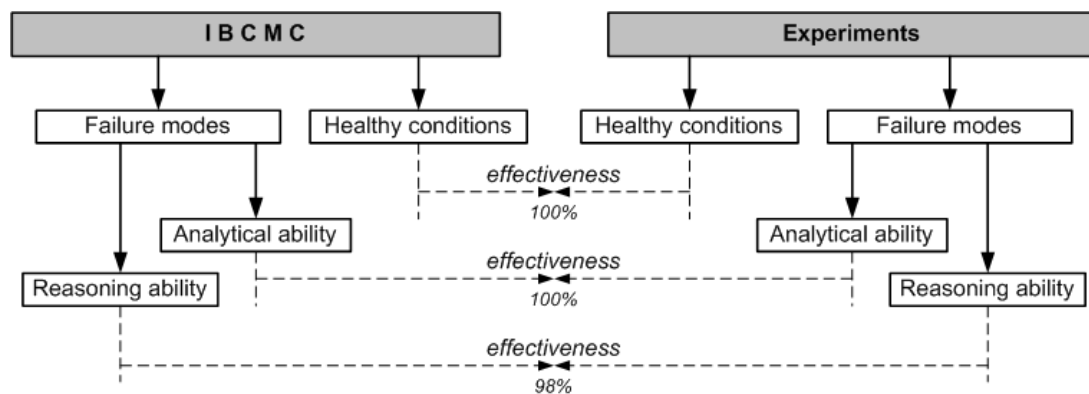 I B C M C
Experiments
Failure modes
Healthy conditions
Healthy conditions
Failure modes
effectiveness
100%
Analytical ability
Analytical ability
effectiveness
100%
Reasoning ability
Reasoning ability
effectiveness
98%